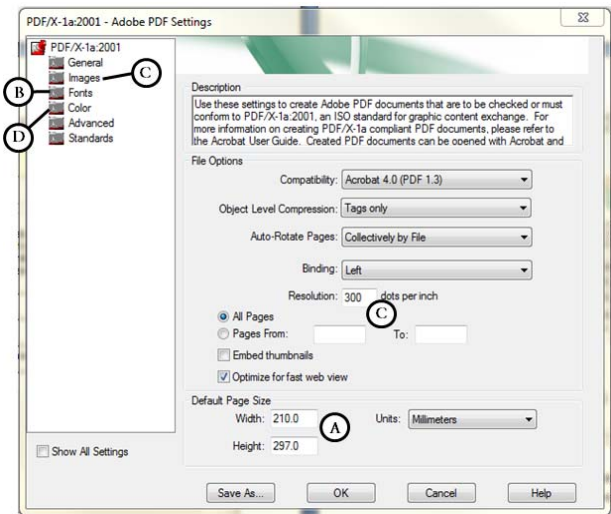 PDF/X-1a:2001 - Adobe PDF Settings
PDF/X-1a:2001
General
Images C
B Fonts
D Color
Advanced
Standards
Show All Settings
Description
Use these settings to create Adobe PDF documents that are to be checked or must
conform to PDF/X-1a:2001, an ISO standard for graphic content exchange. For
more information on creating PDF/X-1a compliant PDF documents, please refer to
the Acrobat User Guide. Created PDF documents can be opened with Acrobat and
File Options
Compatibility: Acrobat 4.0 (PDF 1.3)
Object Level Compression: Tags only
Auto-Rotate Pages: Collectively by File
Binding: Left
Resolution: 300 dots per inch
C
All Pages
Pages From: To:
Embed thumbnails
Optimize for fast web view
Default Page Size
Width: 210.0 A Units: Millimeters
Height: 297.0
Save As... OK Cancel Help